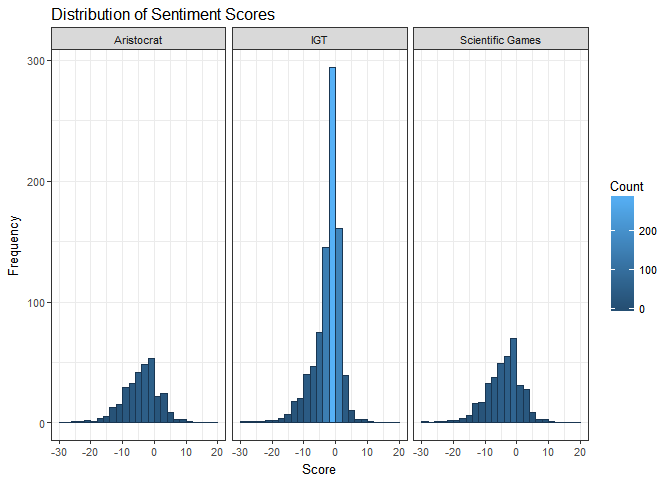 Distribution of Sentiment Scores
Aristocrat
IGT
Scientific Games
300
200
100
0
Frequency
-30 -20 -10 0 10 20
-30 -20 -10 0 10 20
-30 -20 -10 0 10 20
Score
Count
200
100
0